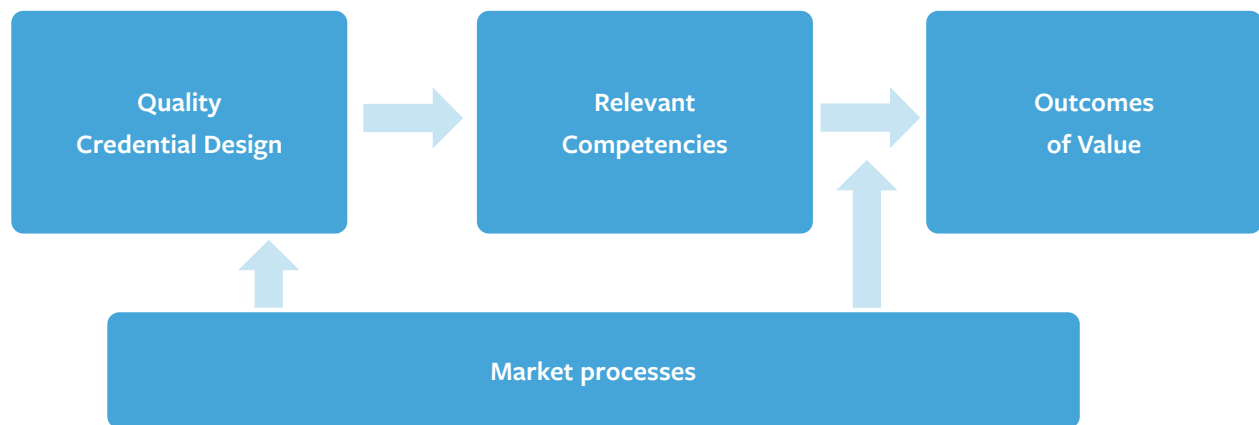 Quality
Credential Design
Relevant
Competencies
Outcomes
of Value
Market processes